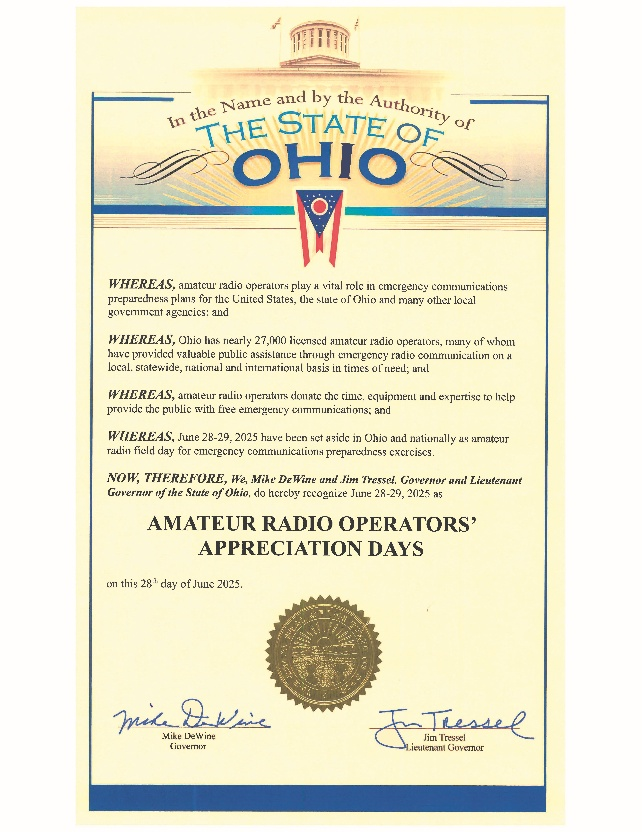 In the Name and by the Authority of
THE STATE OF
OHIO
WHEREAS, amateur radio operators play a vital role in emergency communications
preparedness plans for the United States, the state of Ohio and many other local
government agencies; and
WHEREAS, Ohio has nearly 27,000 licensed amateur radio operators, many of whom
have provided valuable public assistance through emergency radio communication on a
local, statewide, national and international basis in times of need; and
WHEREAS, amateur radio operators donate the time, equipment and expertise to help
provide the public with free emergency communications; and
WHEREAS, June 28-29, 2025 have been set aside in Ohio and nationally as amateur
radio field day for emergency communications preparedness exercises.
NOW, THEREFORE, We, Mike DeWine and Jim Tressel, Governor and Lieutenant
Governor of the State of Ohio, do hereby recognize June 28-29, 2025 as
AMATEUR RADIO OPERATORS'
APPRECIATION DAYS
on this 28th day of June 2025.
Mike DeWine
Jim Tressel
Mike DeWine
Governor
Jim Tressel
Lieutenant Governor